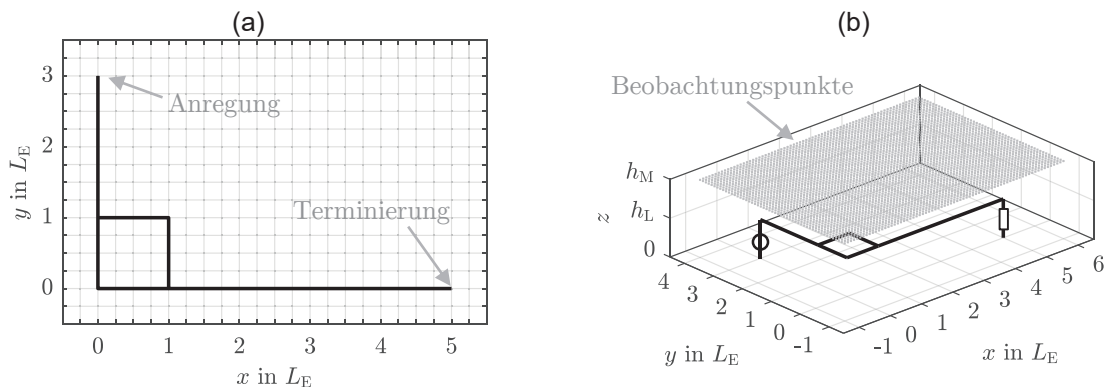 (a)
3
2
1
0
y in L_E
0 1 2 3 4 5
x in L_E
Anregung
Terminierung
(b)
Beobachtungspunkte
h_M
h_L
0
z
4 3 2 1 0 -1
y in L_E
-1 0 1 2 3 4 5 6
x in L_E